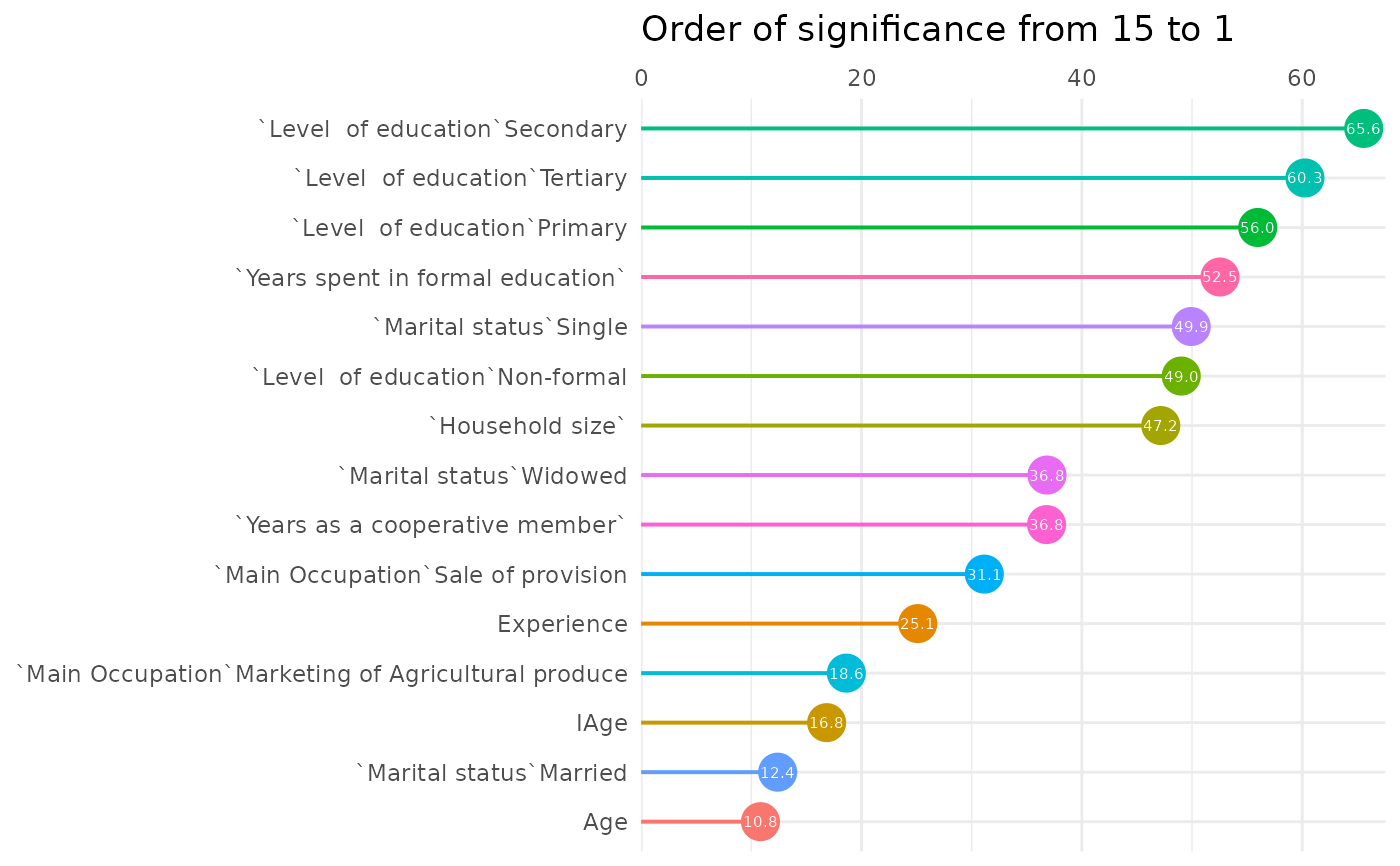 Order of significance from 15 to 1
0 20 40 60
`Level  of education`Secondary 65.6
`Level  of education`Tertiary 60.3
`Level  of education`Primary 56.0
`Years spent in formal education` 52.5
`Marital status`Single 49.9
`Level  of education`Non-formal 49.0
`Household size` 47.2
`Marital status`Widowed 36.8
`Years as a cooperative member` 36.8
`Main Occupation`Sale of provision 31.1
Experience 25.1
`Main Occupation`Marketing of Agricultural produce 18.6
IAge 16.8
`Marital status`Married 12.4
Age 10.8